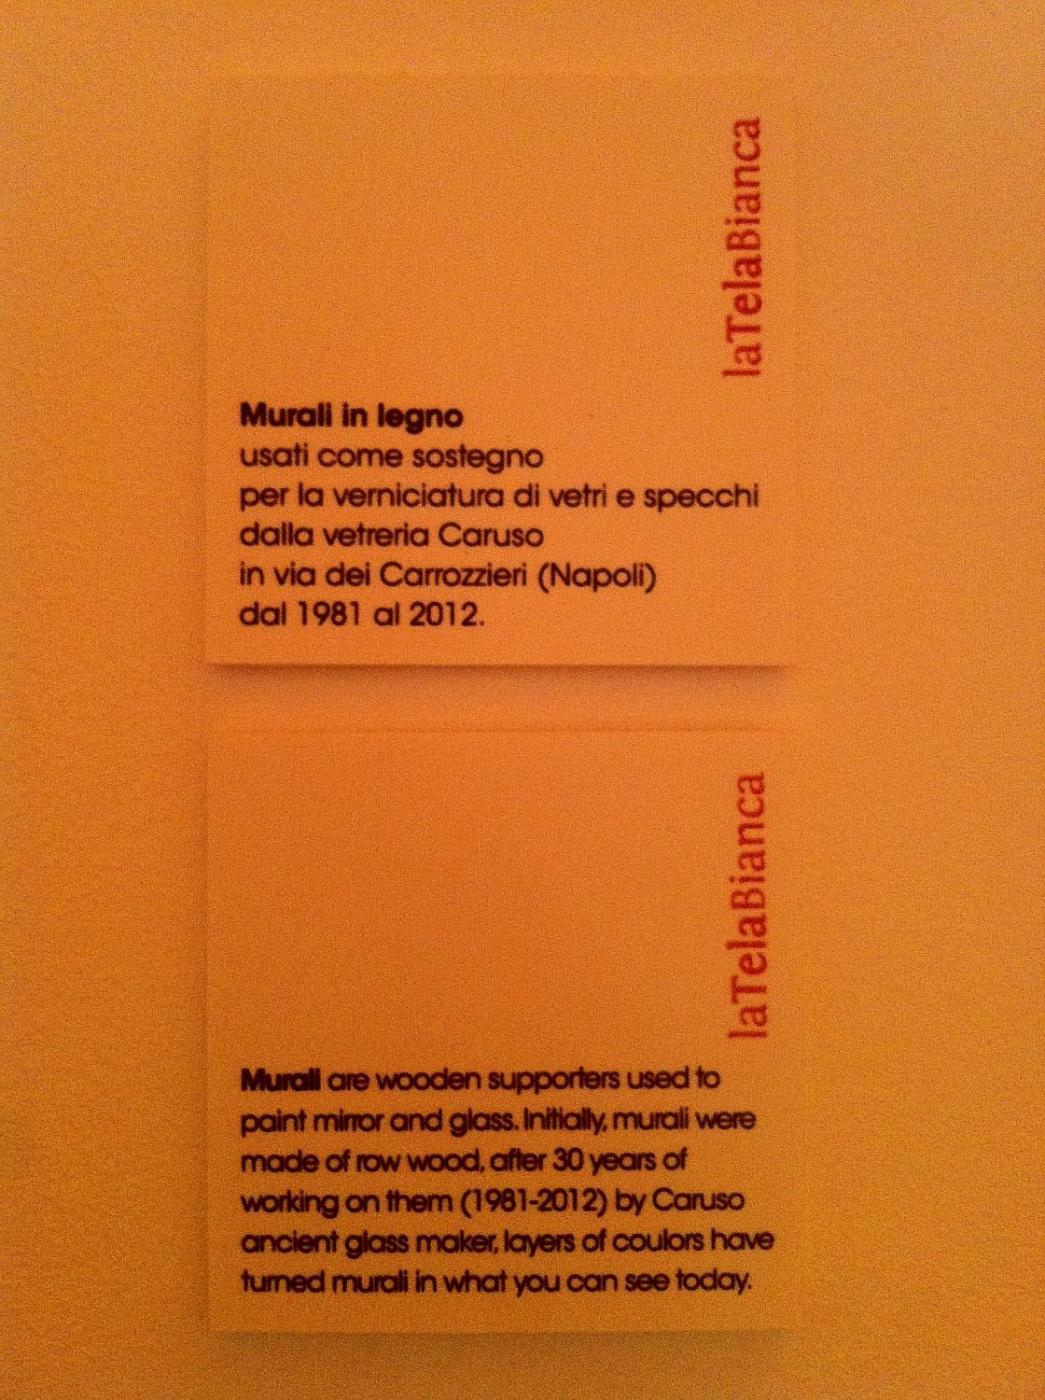 laTelaBianca
Murali in legno
usati come sostegno
per la verniciatura di vetri e specchi
dalla vetreria Caruso
in via dei Carrozzieri (Napoli)
dal 1981 al 2012.
laTelaBianca
Murali are wooden supporters used to
paint mirror and glass. Initially, murali were
made of row wood, after 30 years of
working on them (1981-2012) by Caruso
ancient glass maker, layers of coulors have
turned murali in what you can see today.